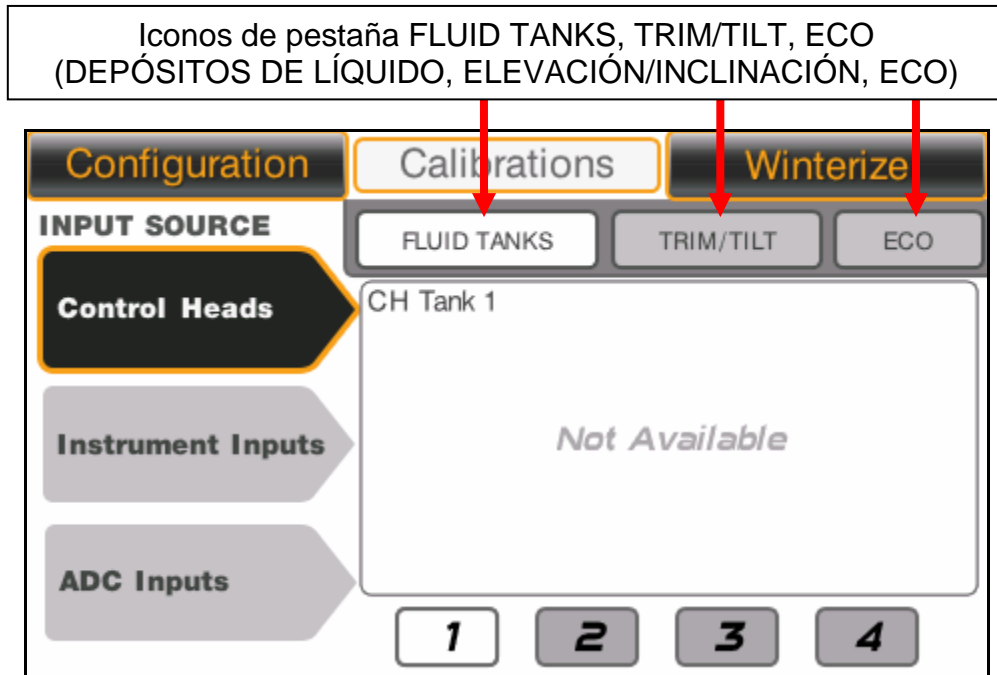 Iconos de pestaña FLUID TANKS, TRIM/TILT, ECO
(DEPÓSITOS DE LÍQUIDO, ELEVACIÓN/INCLINACIÓN, ECO)
Configuration Calibrations Winterize
INPUT SOURCE
FLUID TANKS TRIM/TILT ECO
Control Heads
CH Tank 1
Instrument Inputs
Not Available
ADC Inputs
1 2 3 4